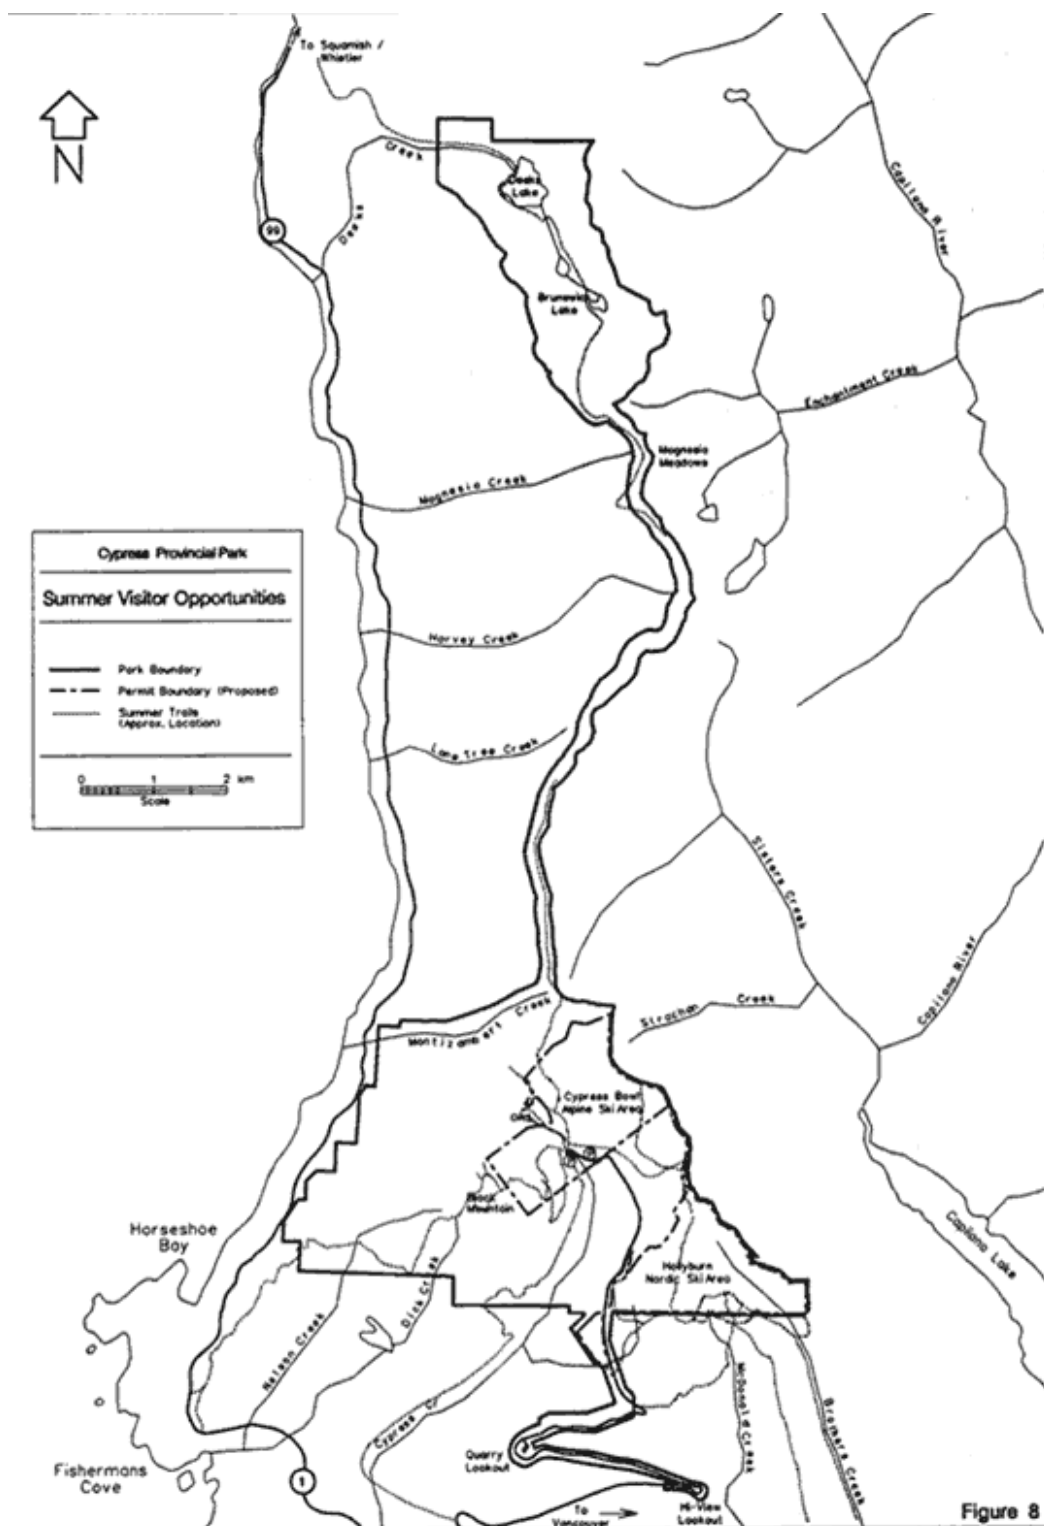 To Squamish /
Whistler
N
Creek
Deeks
Deeks
Lake
99
Capilano River
Brunswick
Lake
Enchantment Creek
Magnesia
Meadows
Magnesia Creek
Cypress Provincial Park
Summer Visitor Opportunities
Park Boundary
Permit Boundary (Proposed)
Summer Trails
(Approx. Location)
0 1 2 km
Scale
Harvey Creek
Lone Tree Creek
Sisters Creek
Capilano River
Strachan Creek
Montizambert Creek
Cypress Bowl
Alpine Ski Area
Black
Mountain
Horseshoe
Bay
Capilano Lake
Hollyburn
Nordic Ski Area
Nelson Creek
Dick Creek
Cypress Cr
McDonald Creek
Quarry
Lookout
Fishermans
Cove
1
To
Vancouver
Hi-View
Lookout
Figure 8